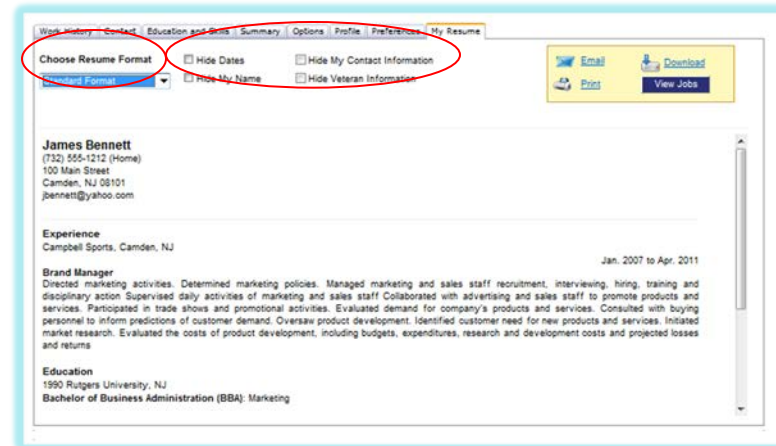 Work History Contact Education and Skills Summary Options Profile Preferences My Resume
Choose Resume Format Hide Dates Hide My Contact Information Email Download
Standard Format Hide My Name Hide Veteran Information Print View Jobs
James Bennett
(732) 555-1212 (Home)
100 Main Street
Camden, NJ 08101
jbennett@yahoo.com
Experience
Campbell Sports, Camden, NJ
Jan. 2007 to Apr. 2011
Brand Manager
Directed marketing activities. Determined marketing policies. Managed marketing and sales staff recruitment, interviewing, hiring, training and
disciplinary action Supervised daily activities of marketing and sales staff Collaborated with advertising and sales staff to promote products and
services. Participated in trade shows and promotional activities. Evaluated demand for company's products and services. Consulted with buying
personnel to inform predictions of customer demand. Oversaw product development. Identified customer need for new products and services. Initiated
market research. Evaluated the costs of product development, including budgets, expenditures, research and development costs and projected losses
and returns
Education
1990 Rutgers University, NJ
Bachelor of Business Administration (BBA): Marketing